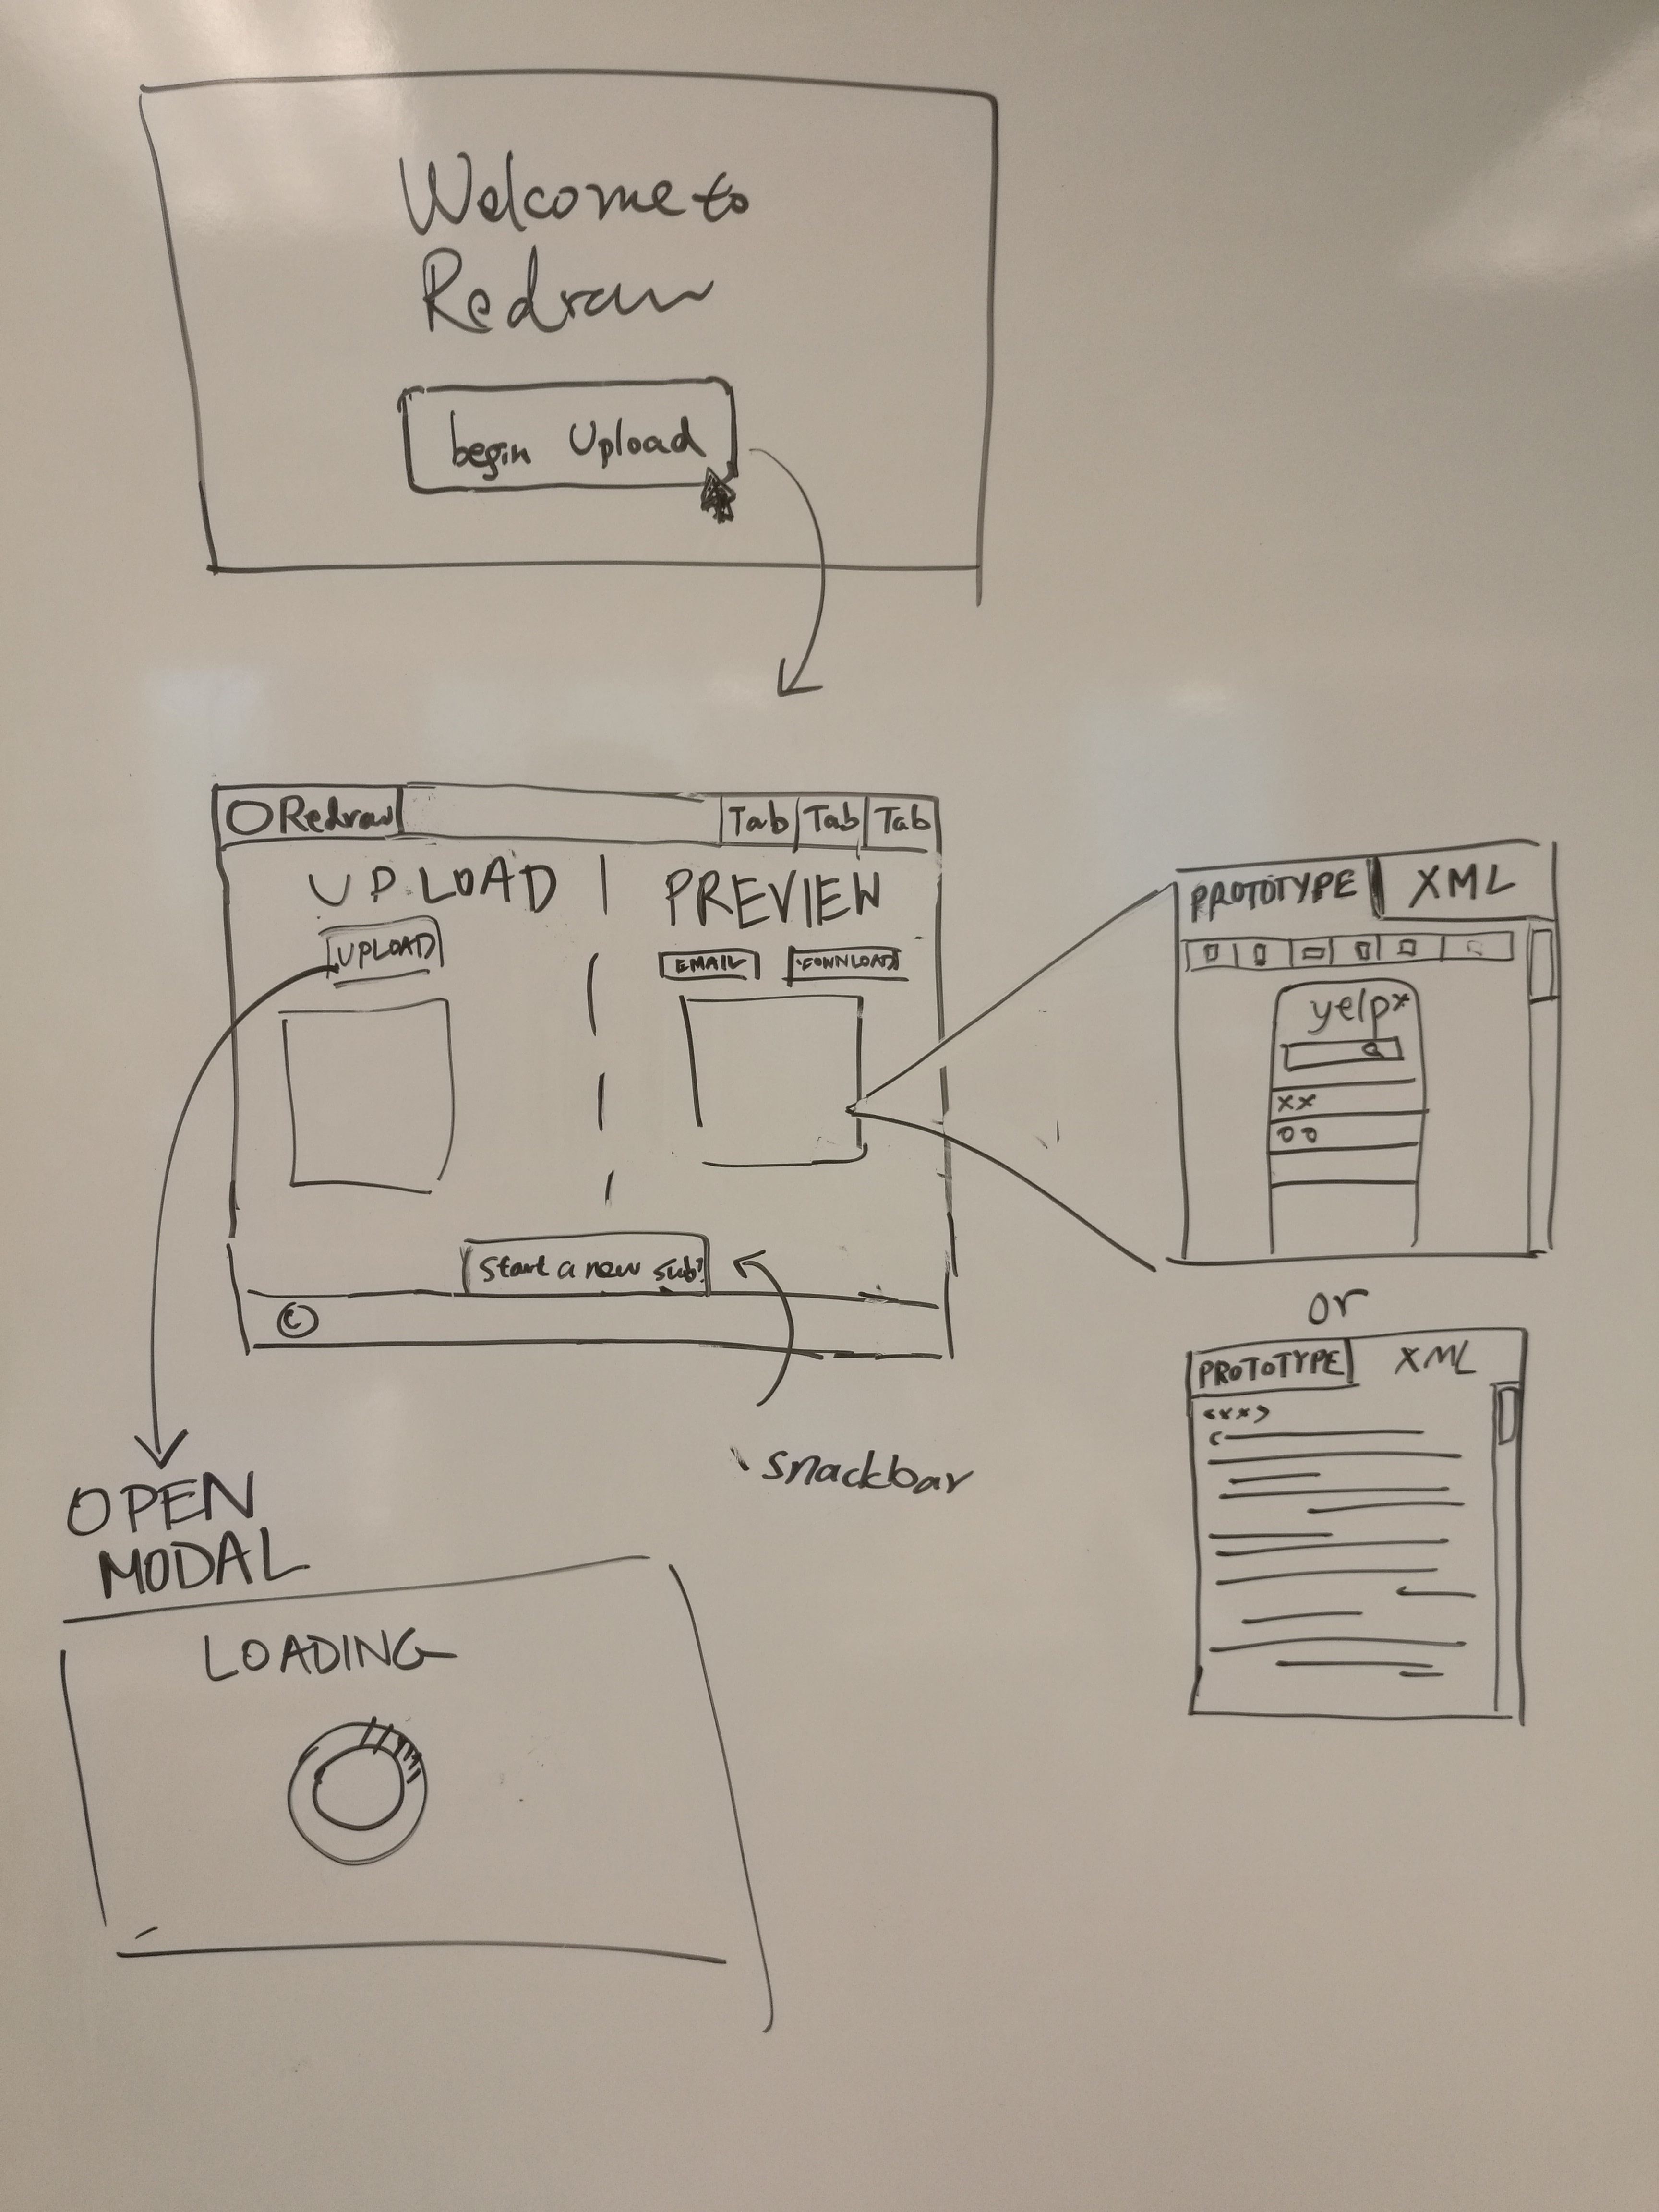 Welcome to
Redraw
begin Upload
Redraw
Tab Tab Tab
UPLOAD
PREVIEW
UPLOAD
EMAIL
DOWNLOAD
Start a new sub!
©
snackbar
OPEN
MODAL
LOADING
PROTOTYPE
XML
yelp*
xx
oo
or
PROTOTYPE
XML
<xxx>